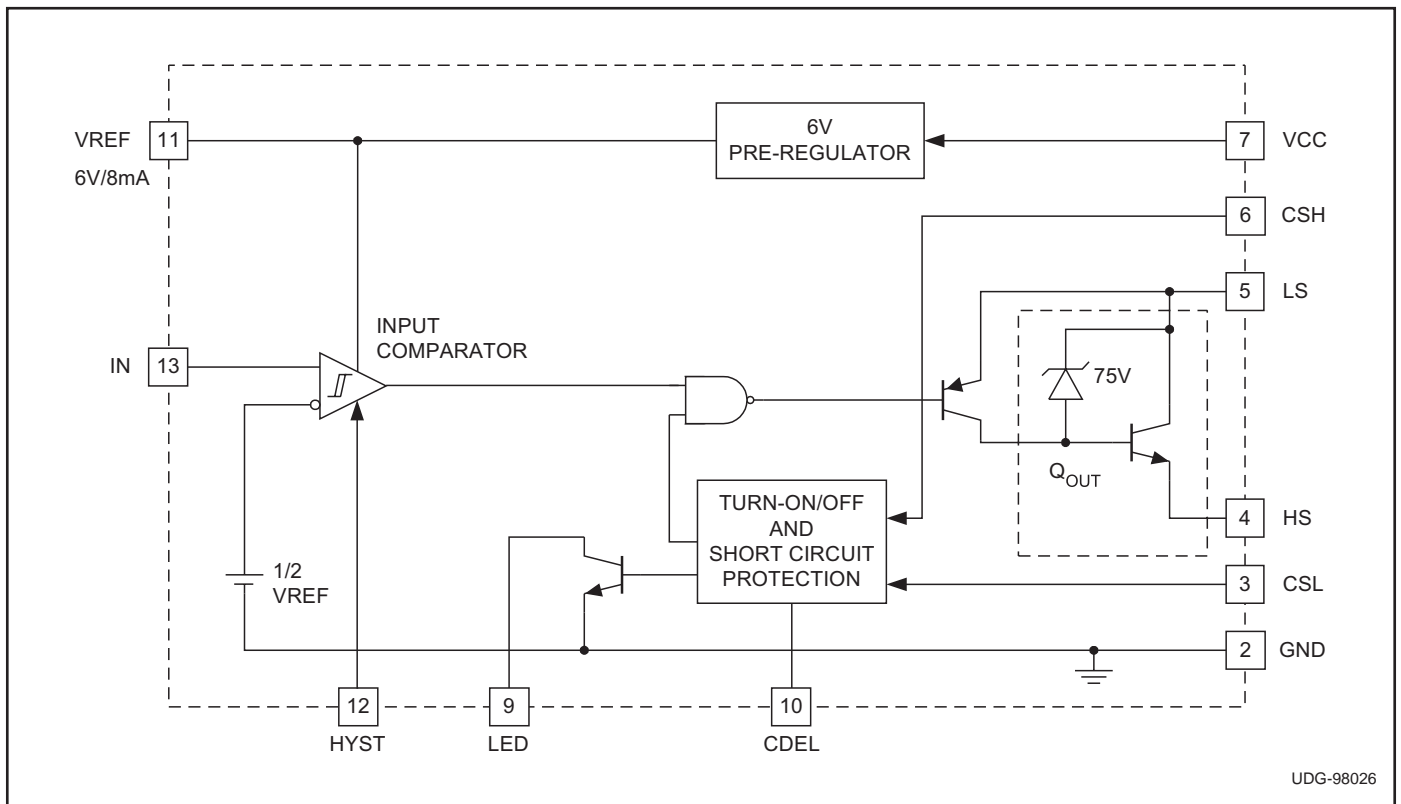 VREF
11
6V/8mA
6V
PRE-REGULATOR
7
VCC
6
CSH
5
LS
INPUT
COMPARATOR
IN
13
75V
QOUT
TURN-ON/OFF
AND
SHORT CIRCUIT
PROTECTION
4
HS
1/2
VREF
3
CSL
2
GND
12
HYST
9
LED
10
CDEL
UDG-98026